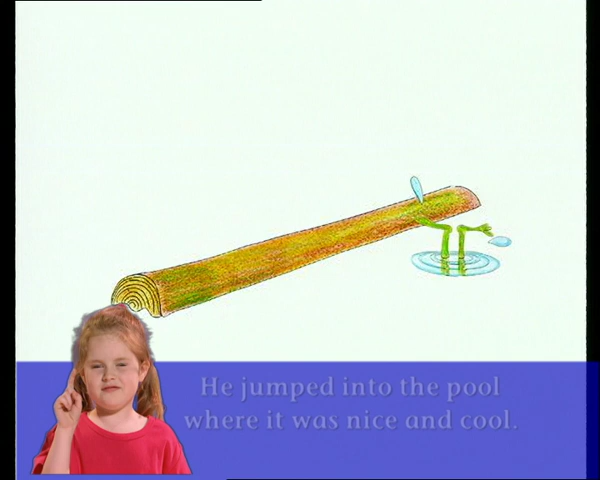 He jumped into the pool
where it was nice and cool.